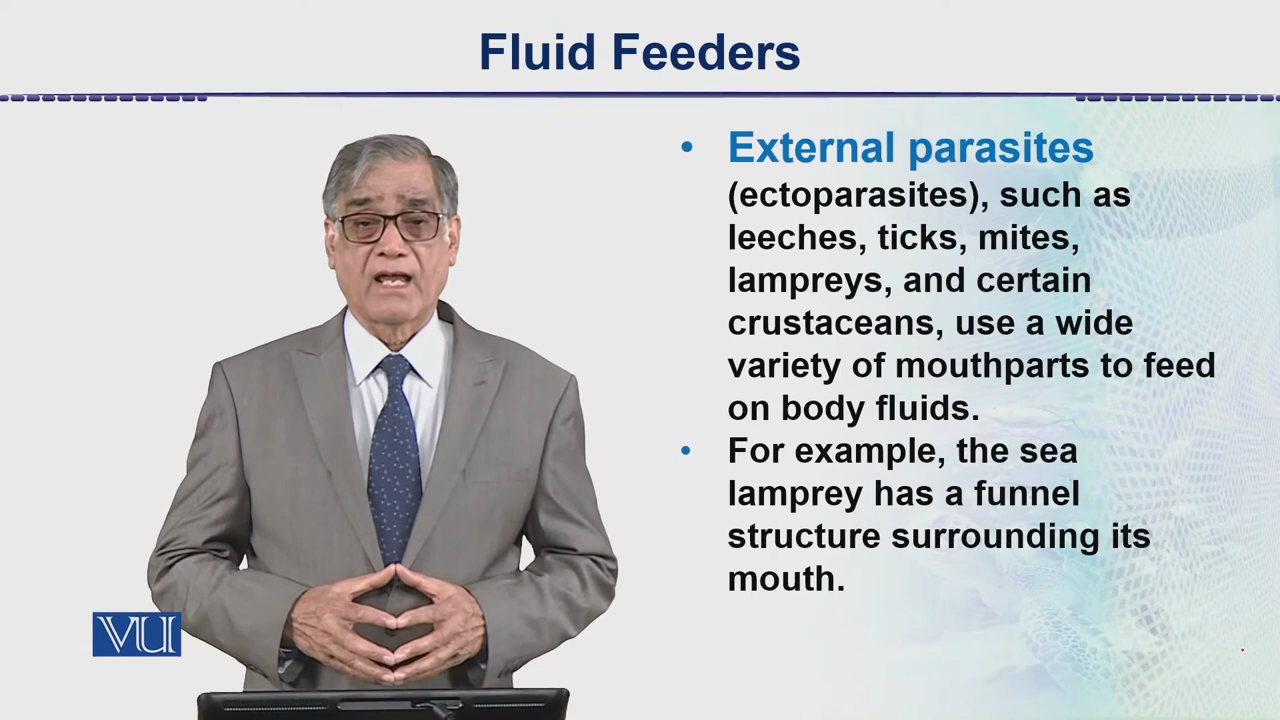 Fluid Feeders
• External parasites
(ectoparasites), such as
leeches, ticks, mites,
lampreys, and certain
crustaceans, use a wide
variety of mouthparts to feed
on body fluids.
• For example, the sea
lamprey has a funnel
structure surrounding its
mouth.
VU